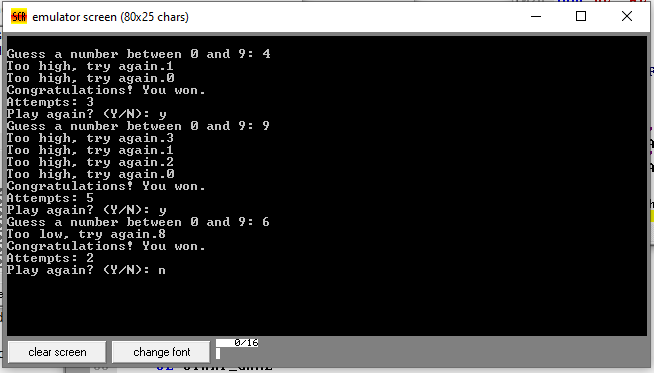 emulator screen (80x25 chars)
Guess a number between 0 and 9: 4
Too high, try again.1
Too high, try again.0
Congratulations! You won.
Attempts: 3
Play again? (Y/N): y
Guess a number between 0 and 9: 9
Too high, try again.3
Too high, try again.1
Too high, try again.2
Too high, try again.0
Congratulations! You won.
Attempts: 5
Play again? (Y/N): y
Guess a number between 0 and 9: 6
Too low, try again.8
Congratulations! You won.
Attempts: 2
Play again? (Y/N): n
clear screen change font 0/16